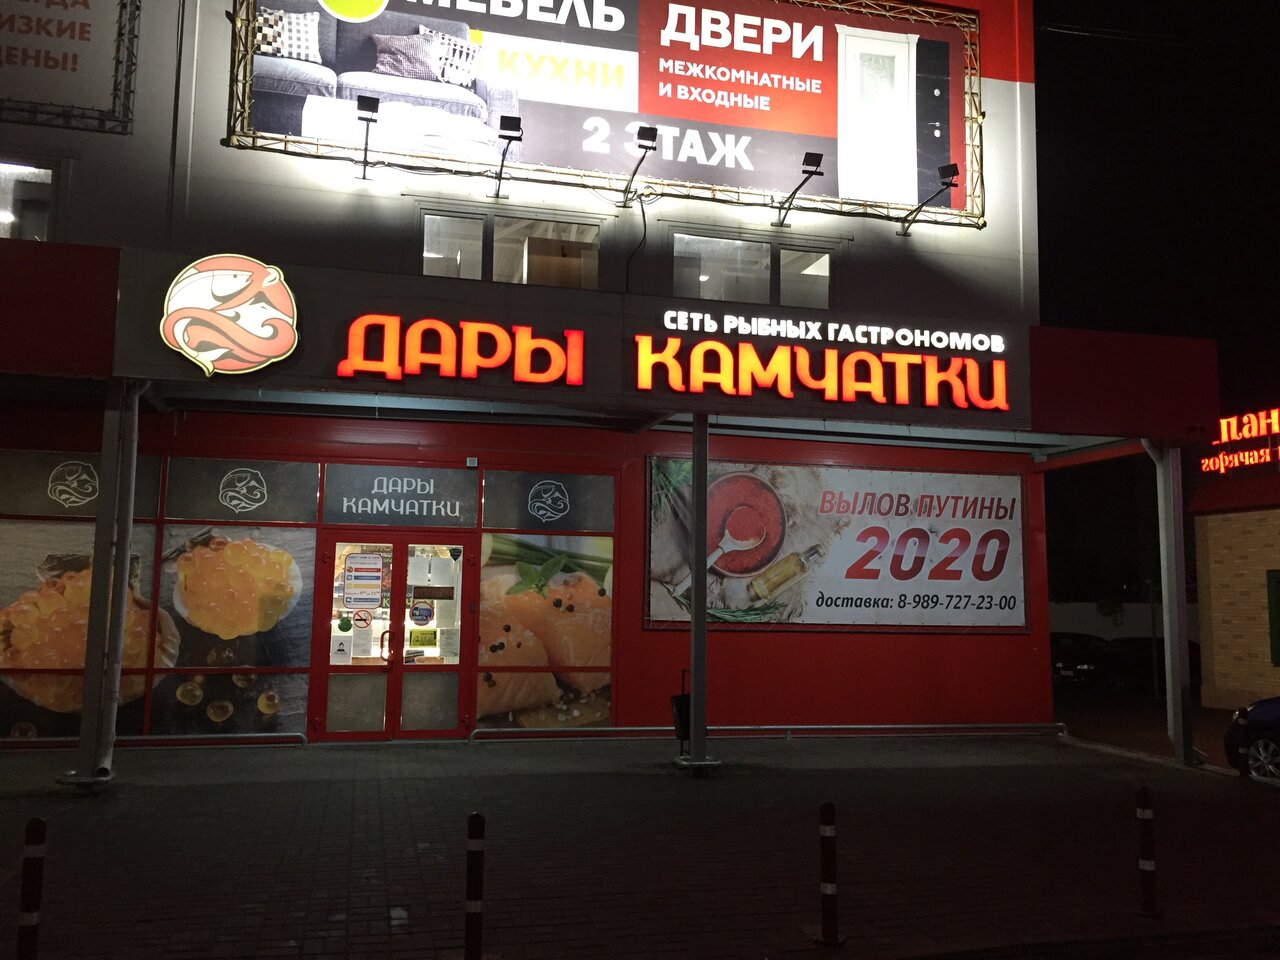 ИЗКИЕ
ЦЕНЫ!
МЕБЕЛЬ
КУХНИ
ДВЕРИ
МЕЖКОМНАТНЫЕ
И ВХОДНЫЕ
2 ЭТАЖ
СЕТЬ РЫБНЫХ ГАСТРОНОМОВ
ДАРЫ КАМЧАТКИ
ДАРЫ
КАМЧАТКИ
ВЫЛОВ ПУТИНЫ
2020
доставка: 8-989-727-23-00
пан
горячая